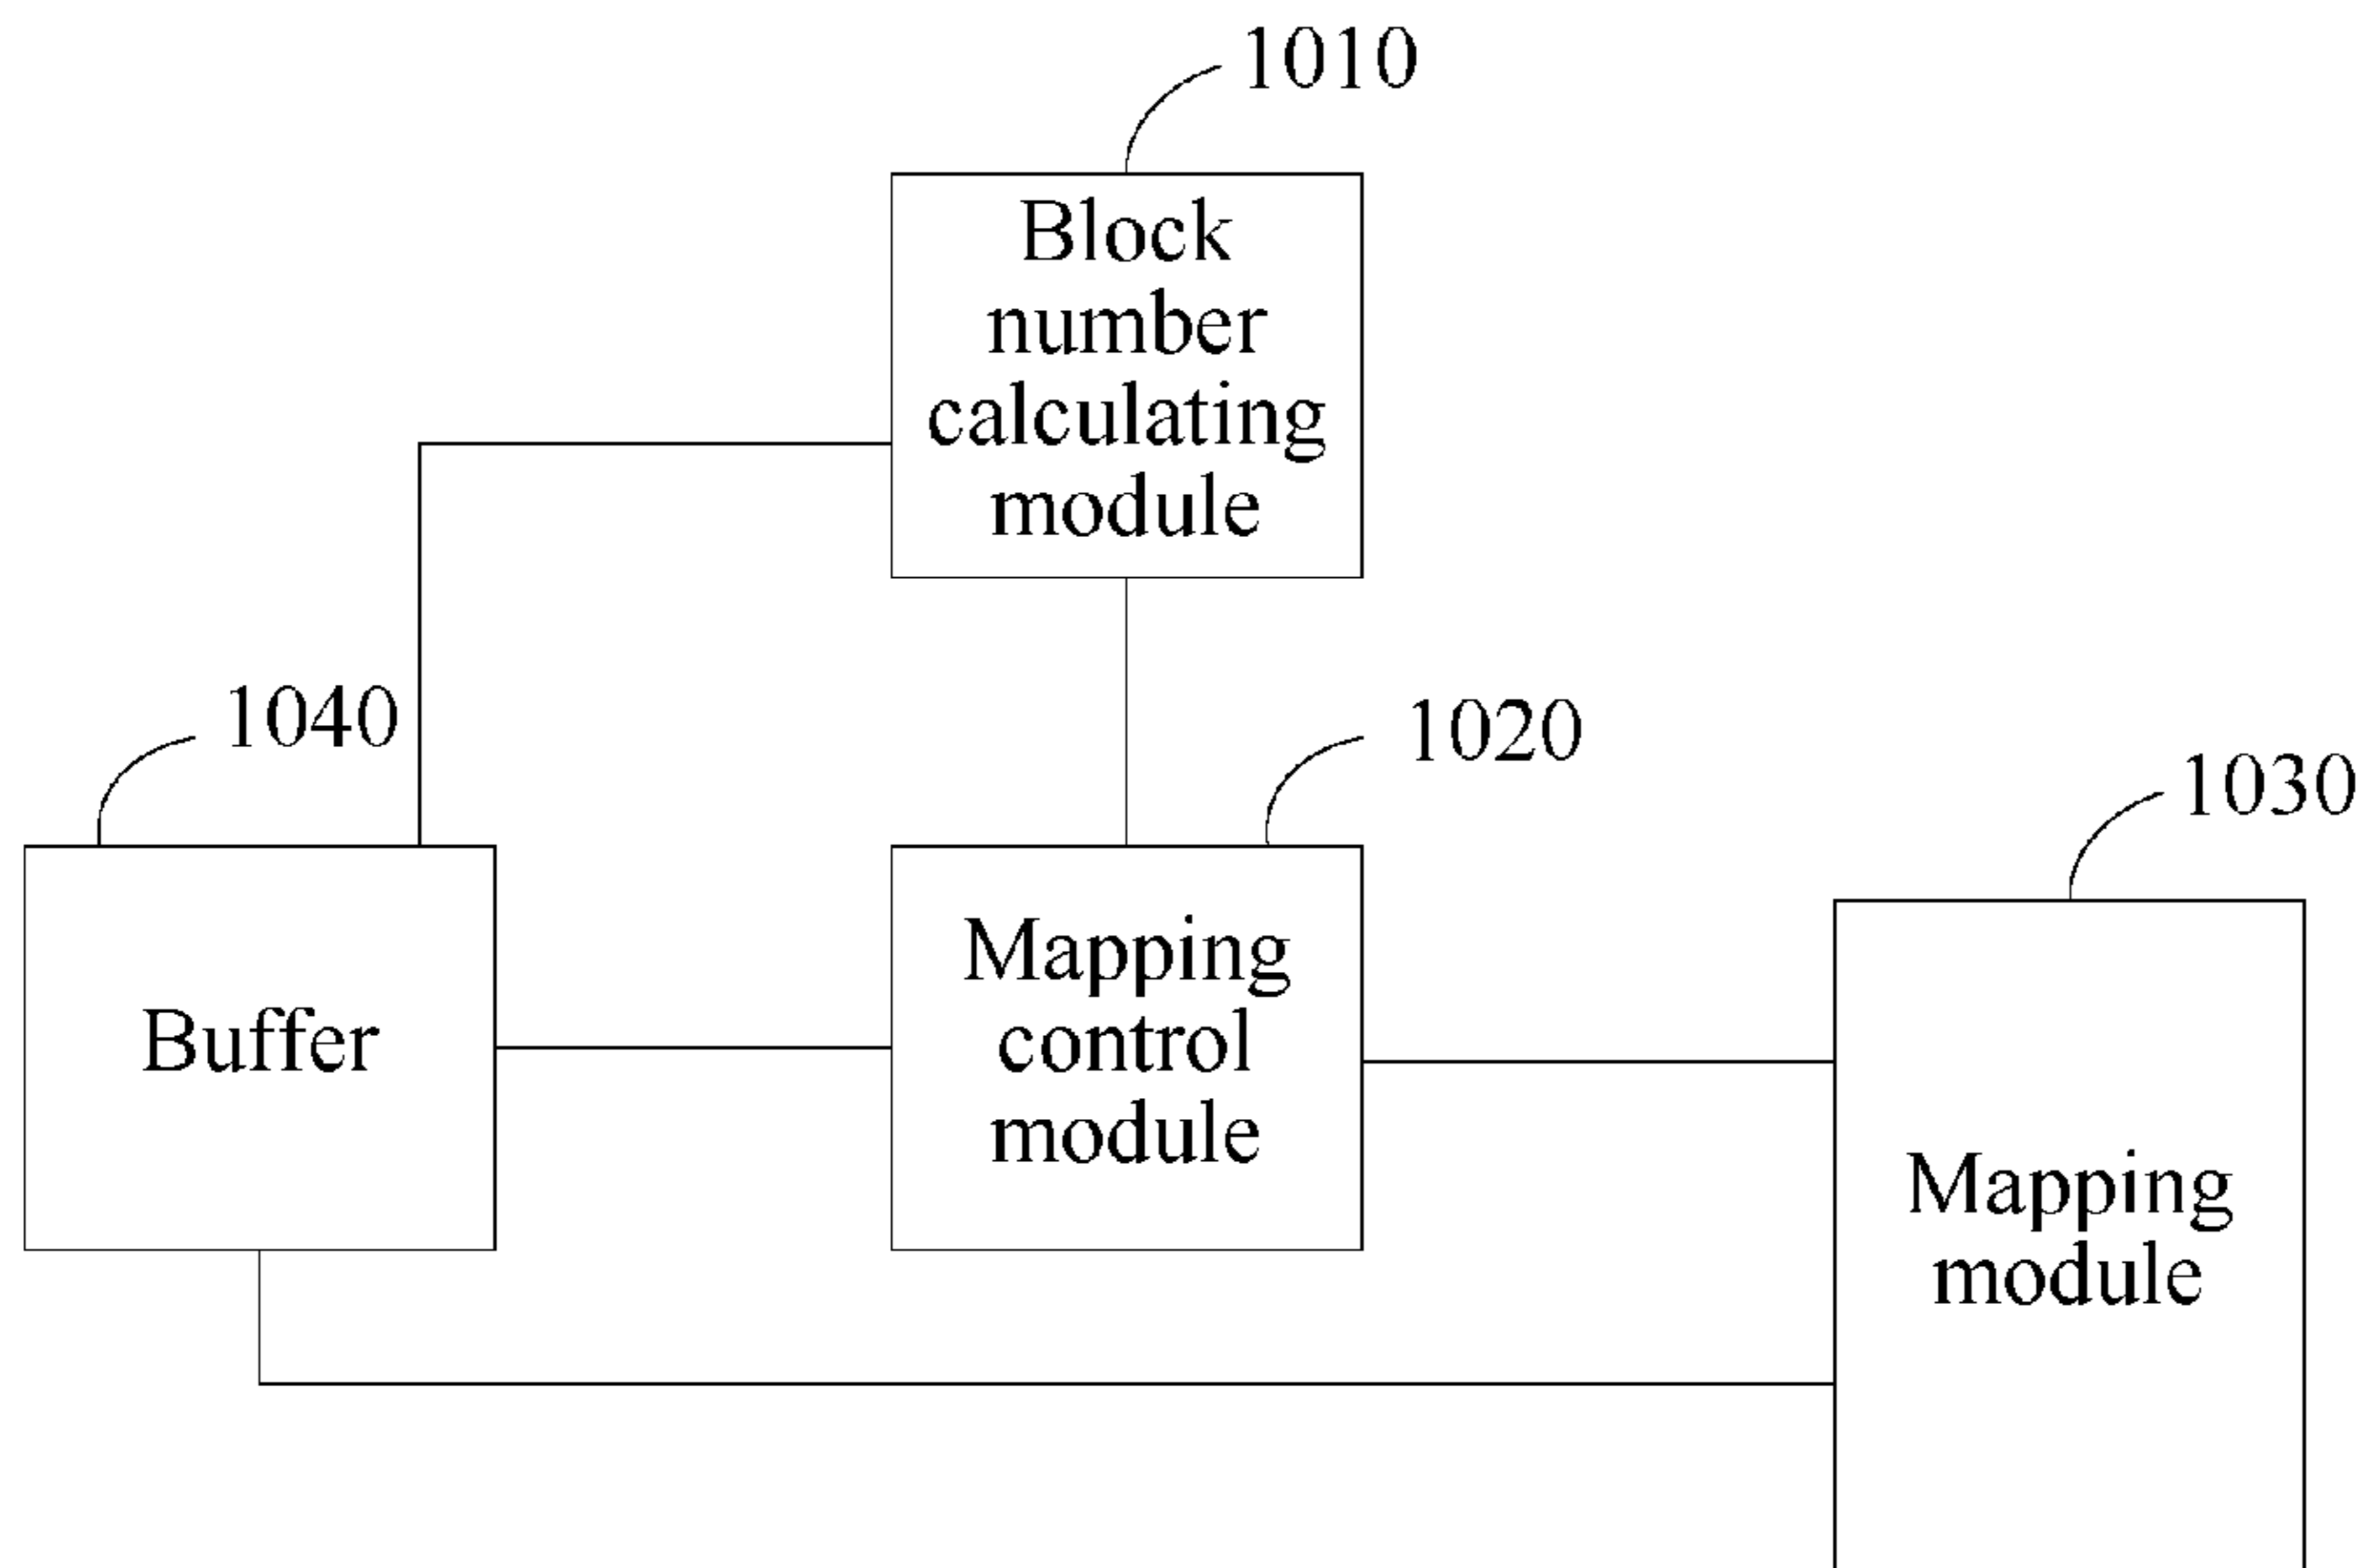 1010
Block
number
calculating
module
1040
1020
1030
Buffer
Mapping
control
module
Mapping
module